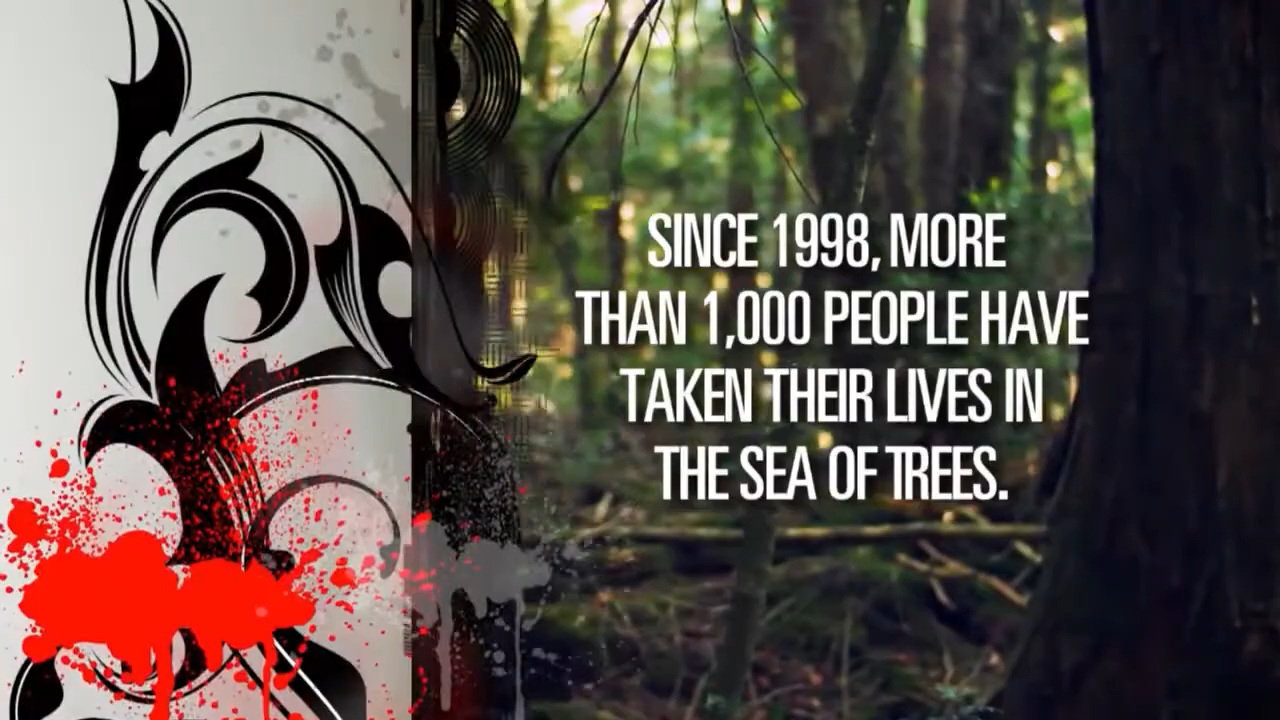 SINCE 1998, MORE
THAN 1,000 PEOPLE HAVE
TAKEN THEIR LIVES IN
THE SEA OF TREES.